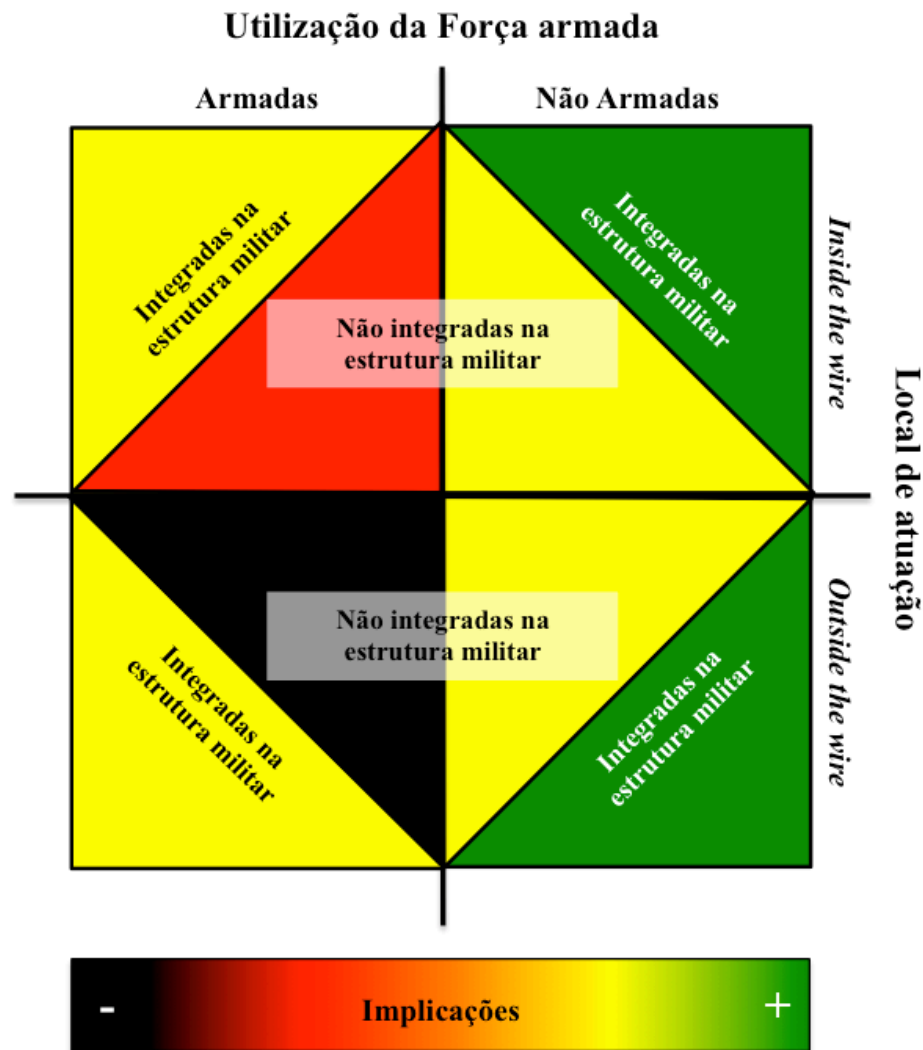 Utilização da Força armada
Armadas
Não Armadas
Integradas na
estrutura militar
Integradas na
estrutura militar
Inside the wire
Não integradas na
estrutura militar
Local de atuação
Não integradas na
estrutura militar
Integradas na
estrutura militar
Integradas na
estrutura militar
Outside the wire
- Implicações +